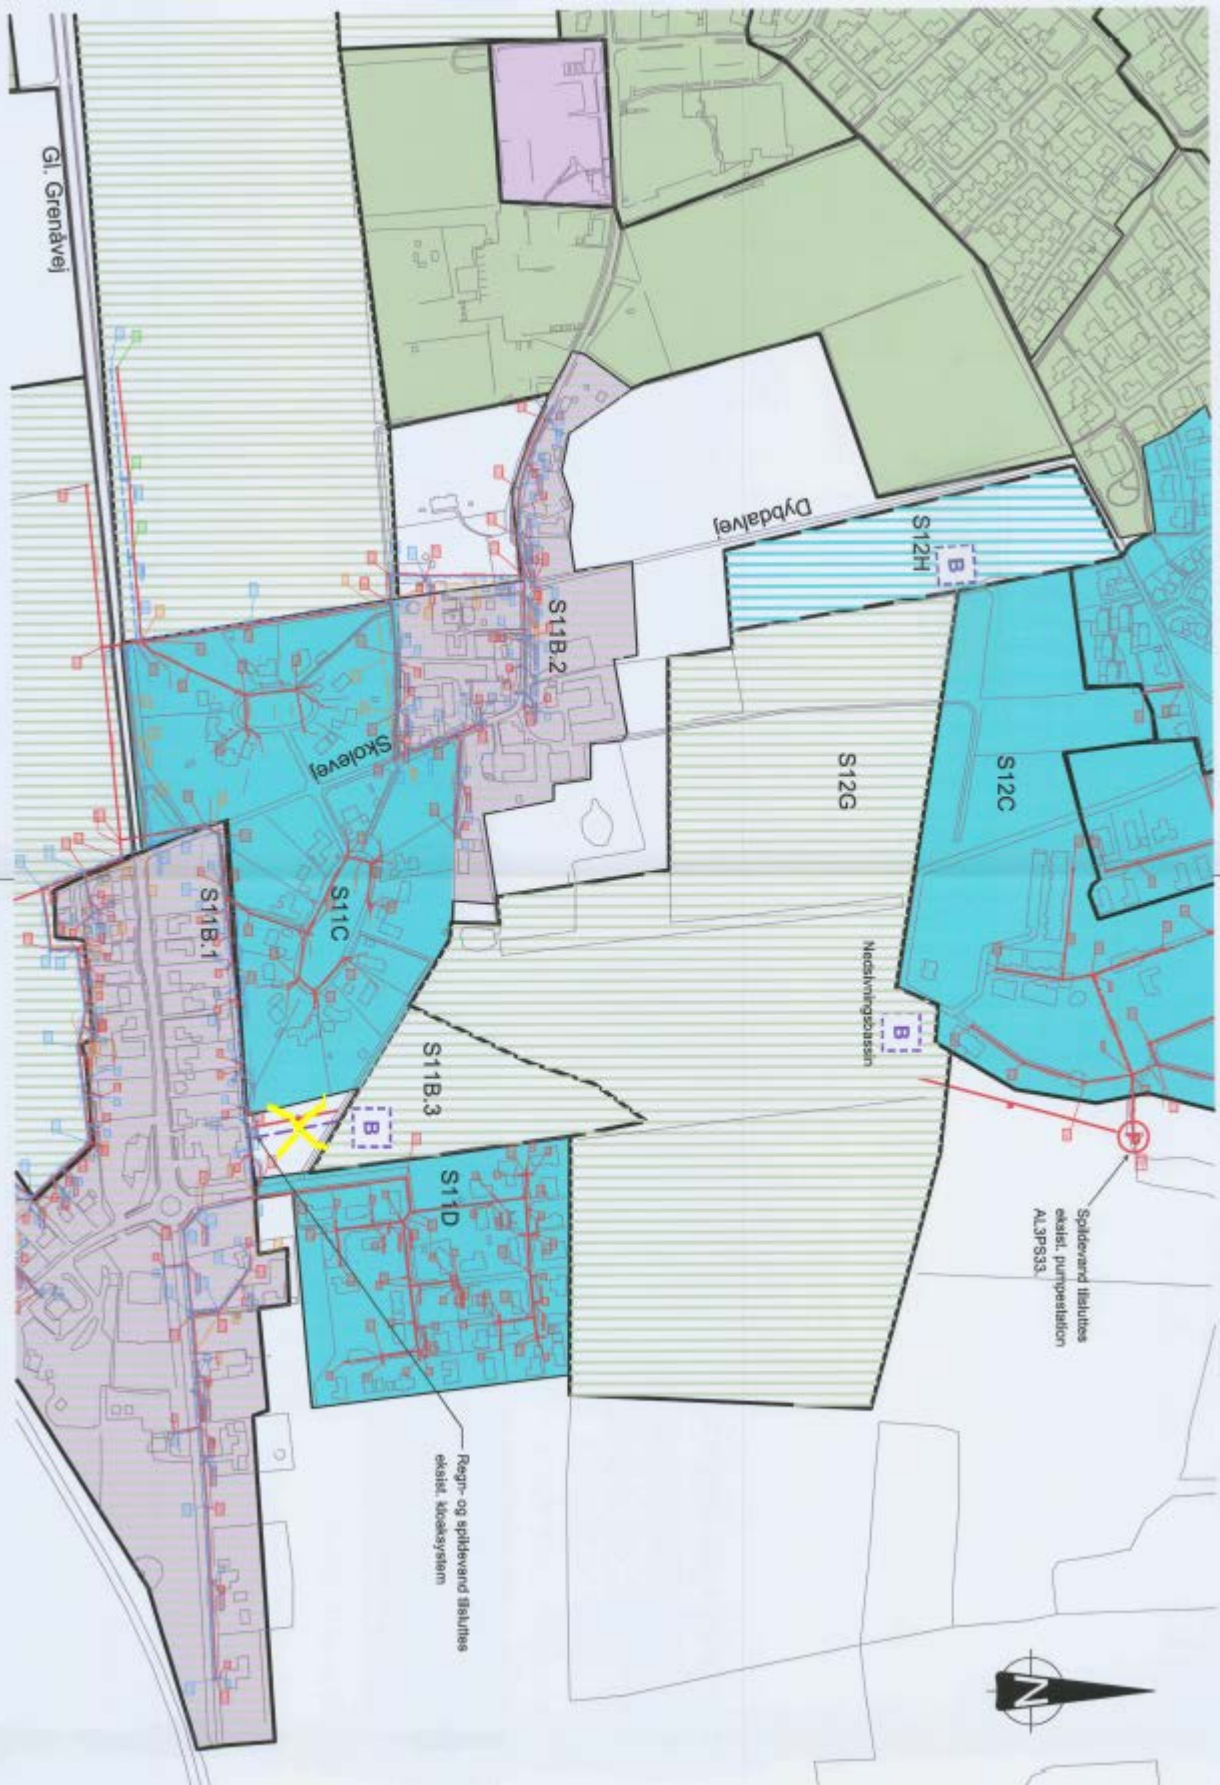 Gl. Grenåvej
Dybdalvej
S12H
B
S11B.2
Skolevej
S12G
S12C
S11B.1
S11C
Nedsivningsbassin
B
S11B.3
B
S11D
P
Spildevand tilsluttes
eksist. pumpestation
AL3PS33.
Regn- og spildevand tilsluttes
eksist. kloaksystem
N